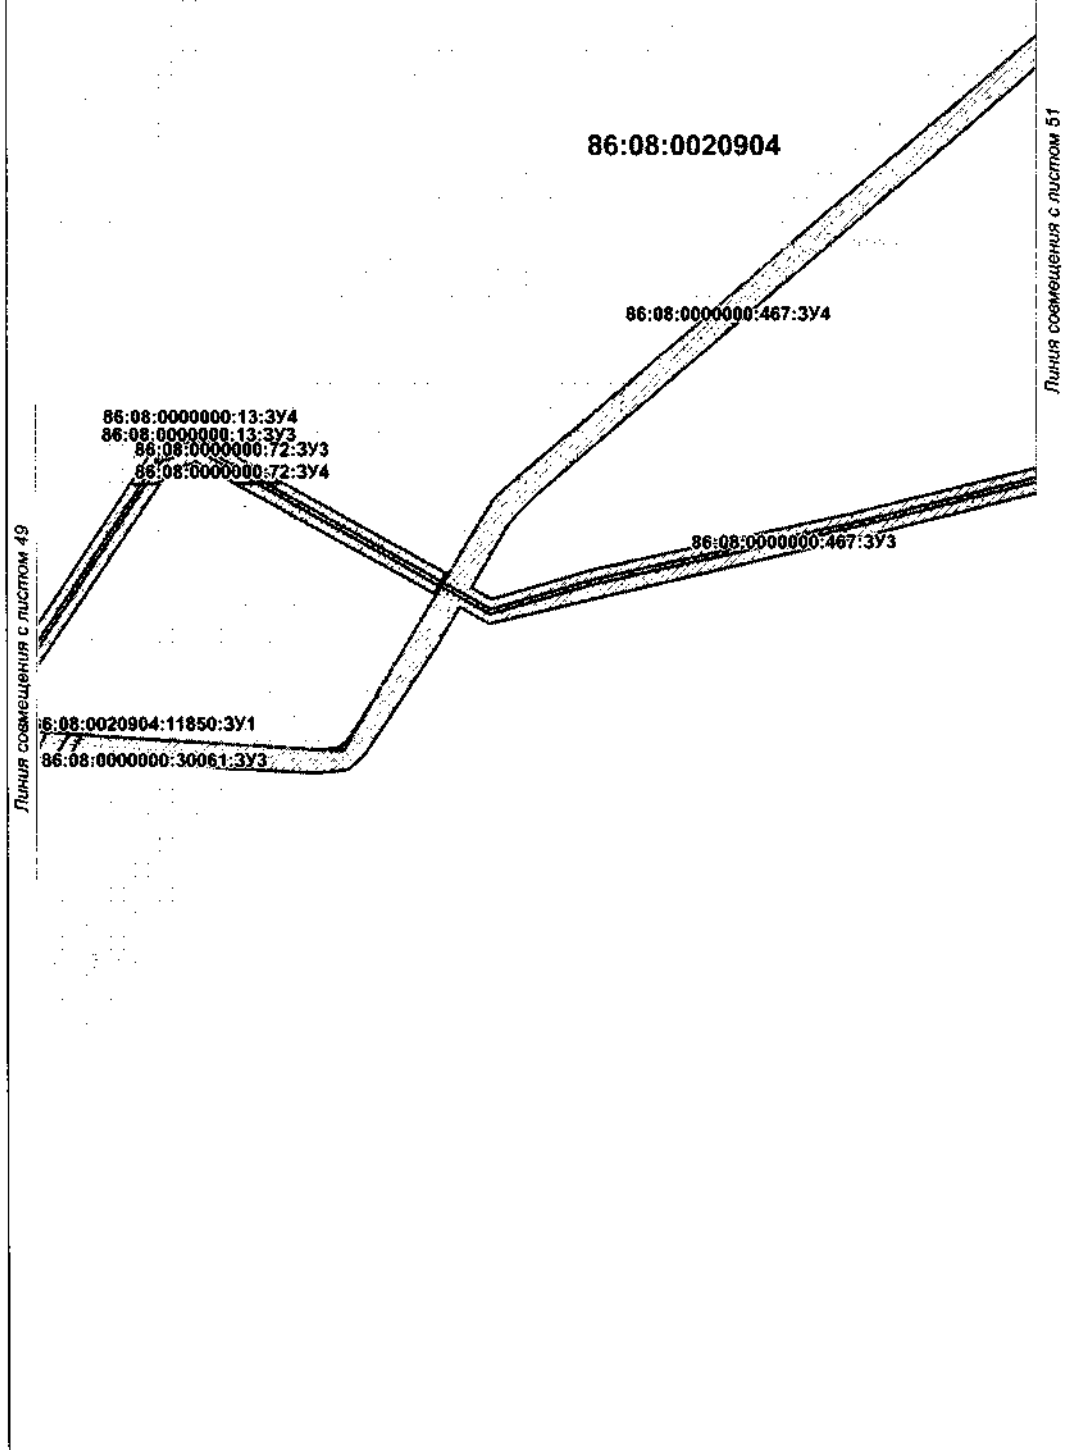 86:08:0020904
Линия совмещения с листом 51
86:08:0000000:467:ЗУ4
86:08:0000000:13:ЗУ4
86:08:0000000:13:ЗУ3
86:08:0000000:72:ЗУ3
86:08:0000000:72:ЗУ4
86:08:0000000:467:ЗУ3
Линия совмещения с листом 49
6:08:0020904:11850:ЗУ1
86:08:0000000:30061:ЗУ3